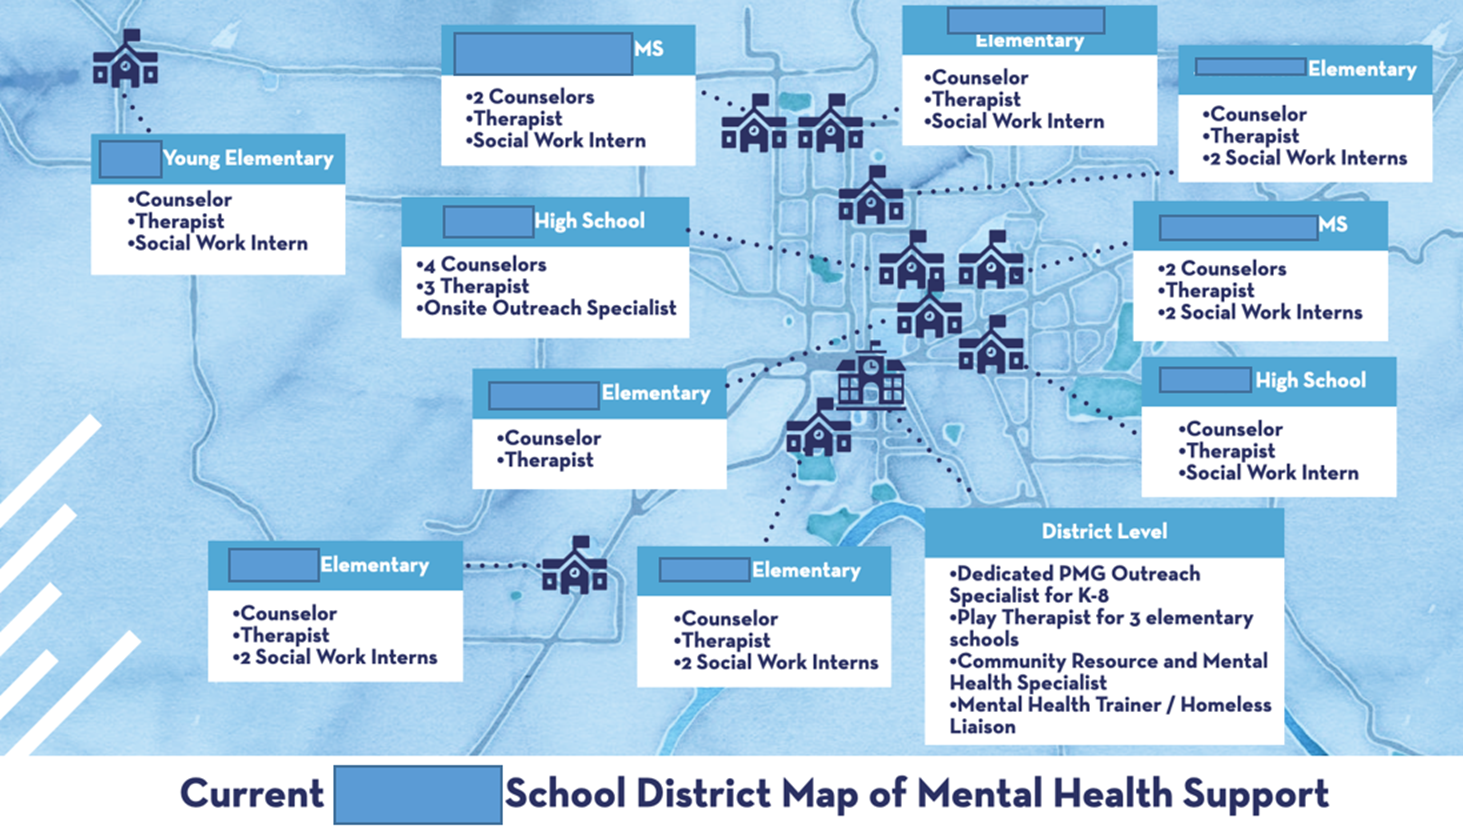 MS
•2 Counselors
•Therapist
•Social Work Intern
Elementary
•Counselor
•Therapist
•Social Work Intern
Elementary
•Counselor
•Therapist
•2 Social Work Interns
Young Elementary
•Counselor
•Therapist
•Social Work Intern
High School
•4 Counselors
•3 Therapist
•Onsite Outreach Specialist
MS
•2 Counselors
•Therapist
•2 Social Work Interns
Elementary
•Counselor
•Therapist
High School
•Counselor
•Therapist
•Social Work Intern
Elementary
•Counselor
•Therapist
•2 Social Work Interns
Elementary
•Counselor
•Therapist
•2 Social Work Interns
District Level
•Dedicated PMG Outreach
Specialist for K-8
•Play Therapist for 3 elementary
schools
•Community Resource and Mental
Health Specialist
•Mental Health Trainer / Homeless
Liaison
Current School District Map of Mental Health Support